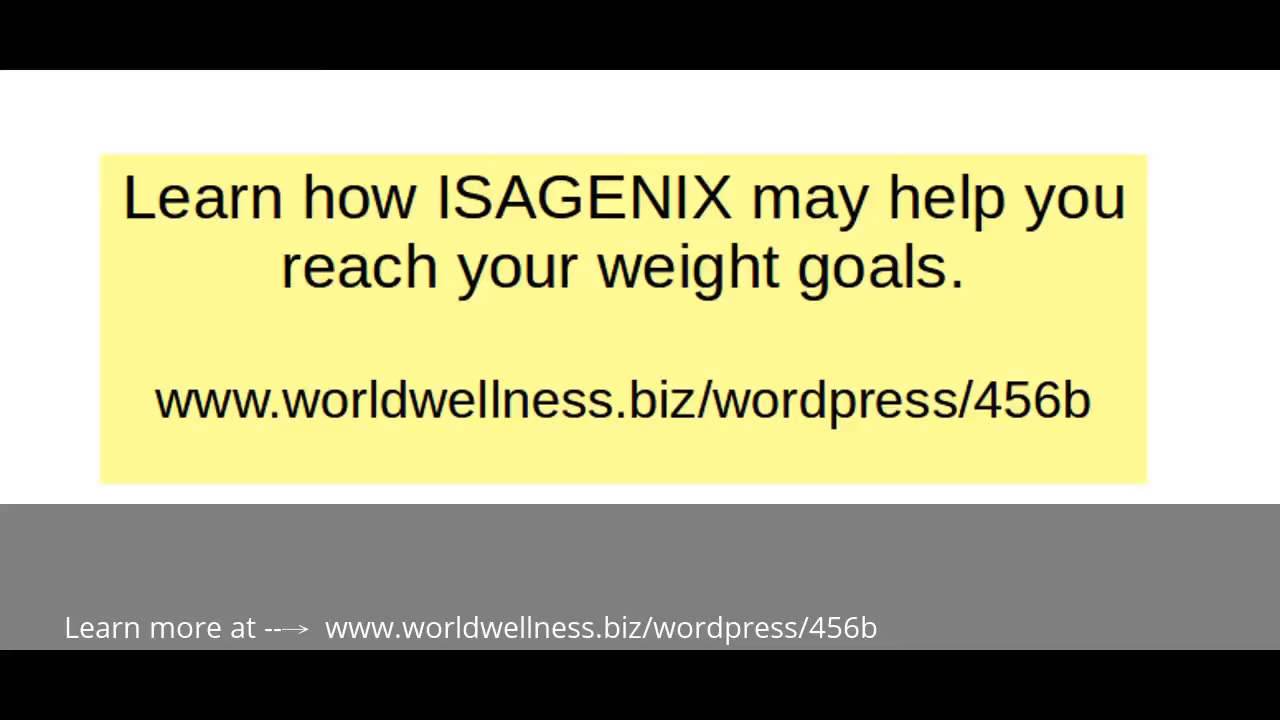 Learn how ISAGENIX may help you
reach your weight goals.
www.worldwellness.biz/wordpress/456b
Learn more at --→ www.worldwellness.biz/wordpress/456b